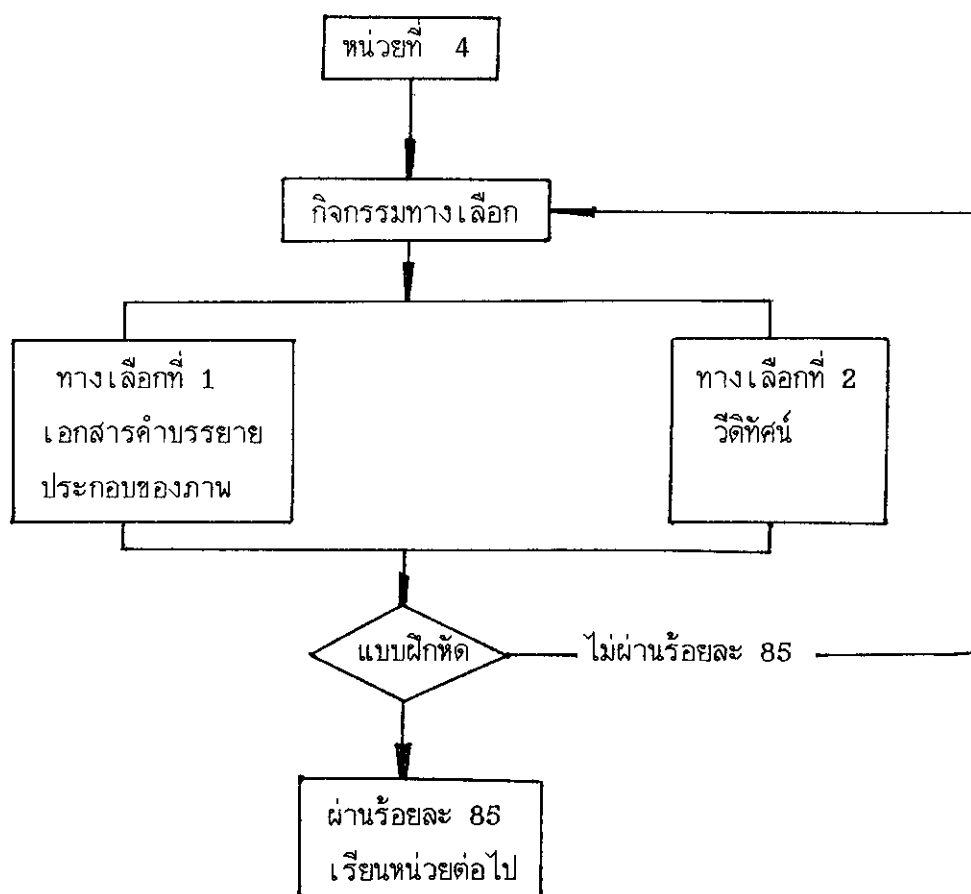 หน่วยที่ 4
กิจกรรมทางเลือก
ทางเลือกที่ 1
เอกสารคำบรรยาย
ประกอบของภาพ
ทางเลือกที่ 2
วีดิทัศน์
แบบฝึกหัด
ไม่ผ่านร้อยละ 85
ผ่านร้อยละ 85
เรียนหน่วยต่อไป